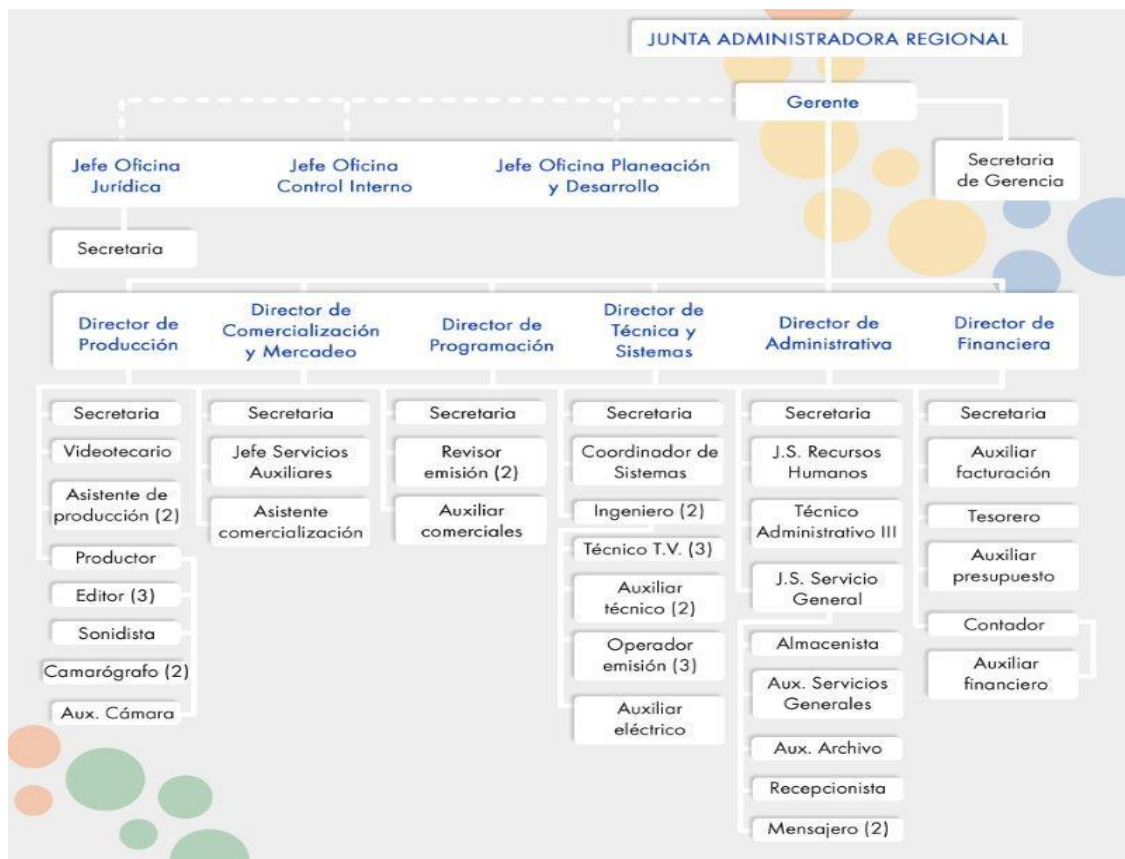 JUNTA ADMINISTRADORA REGIONAL
Gerente
Jefe Oficina
Jurídica
Jefe Oficina
Control Interno
Jefe Oficina Planeación
y Desarrollo
Secretaria
de Gerencia
Secretaria
Director de
Producción
Director de
Comercialización
y Mercadeo
Director de
Programación
Director de
Técnica y
Sistemas
Director de
Administrativa
Director de
Financiera
Secretaria
Videotecario
Asistente de
producción (2)
Productor
Editor (3)
Sonidista
Camarógrafo (2)
Aux. Cámara
Secretaria
Jefe Servicios
Auxiliares
Asistente
comercialización
Secretaria
Revisor
emisión (2)
Auxiliar
comerciales
Secretaria
Coordinador de
Sistemas
Ingeniero (2)
Técnico T.V. (3)
Auxiliar
técnico (2)
Operador
emisión (3)
Auxiliar
eléctrico
Secretaria
J.S. Recursos
Humanos
Técnico
Administrativo III
J.S. Servicio
General
Almacenista
Aux. Servicios
Generales
Aux. Archivo
Recepcionista
Mensajero (2)
Secretaria
Auxiliar
facturación
Tesorero
Auxiliar
presupuesto
Contador
Auxiliar
financiero